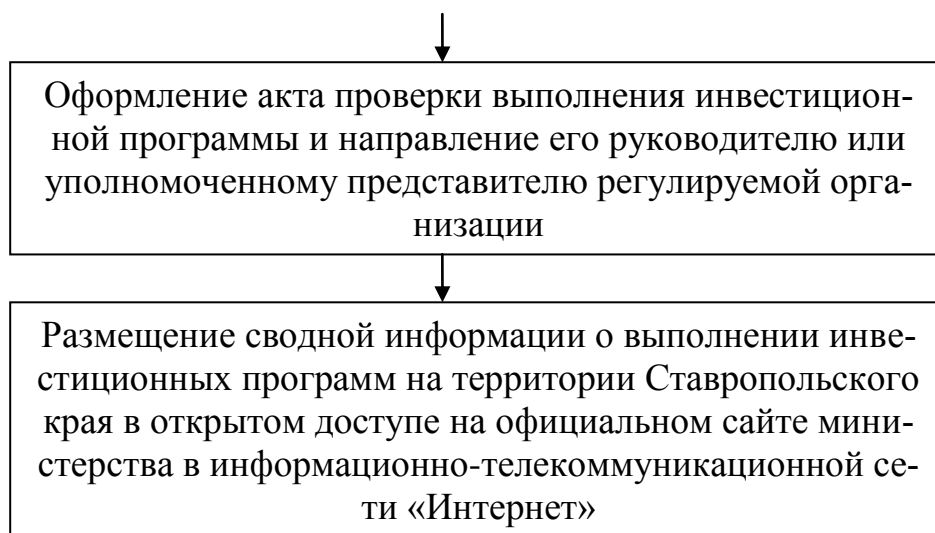 Оформление акта проверки выполнения инвестицион-
ной программы и направление его руководителю или
уполномоченному представителю регулируемой орга-
низации
Размещение сводной информации о выполнении инве-
стиционных программ на территории Ставропольского
края в открытом доступе на официальном сайте мини-
стерства в информационно-телекоммуникационной се-
ти «Интернет»